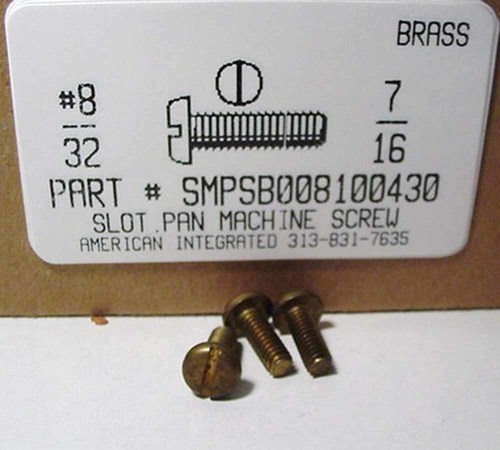 BRASS
#8
32
7
16
PART # SMPSB008100430
SLOT PAN MACHINE SCREW
AMERICAN INTEGRATED 313-831-7635